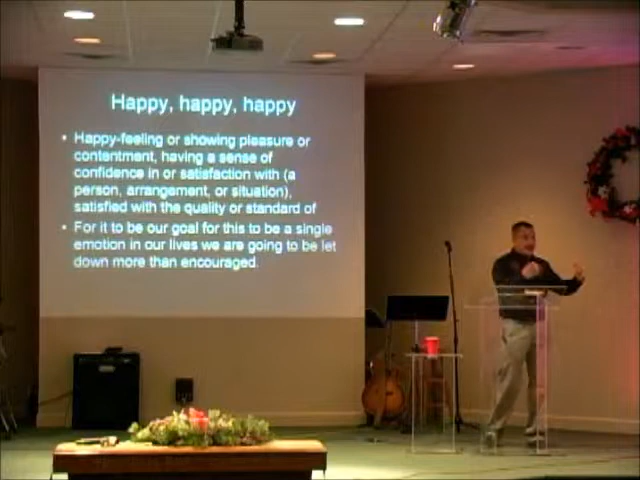 Happy, happy, happy
• Happy-feeling or showing pleasure or
contentment, having a sense of
confidence in or satisfaction with (a
person, arrangement, or situation),
satisfied with the quality or standard of
• For it to be our goal for this to be a single
emotion in our lives we are going to be let
down more than encouraged.